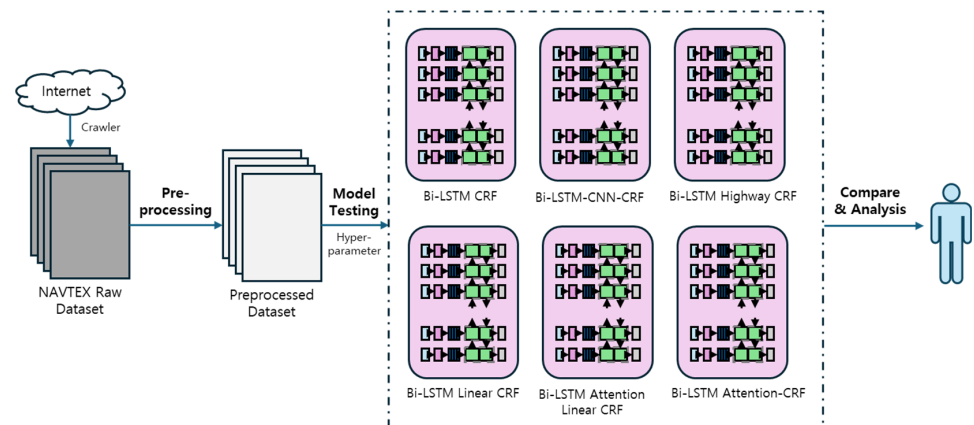 Internet
Crawler
NAVTEX Raw
Dataset
Pre-
processing
Preprocessed
Dataset
Model
Testing
Hyper-
parameter
Bi-LSTM CRF
Bi-LSTM-CNN-CRF
Bi-LSTM Highway CRF
Bi-LSTM Linear CRF
Bi-LSTM Attention
Linear CRF
Bi-LSTM Attention-CRF
Compare
& Analysis